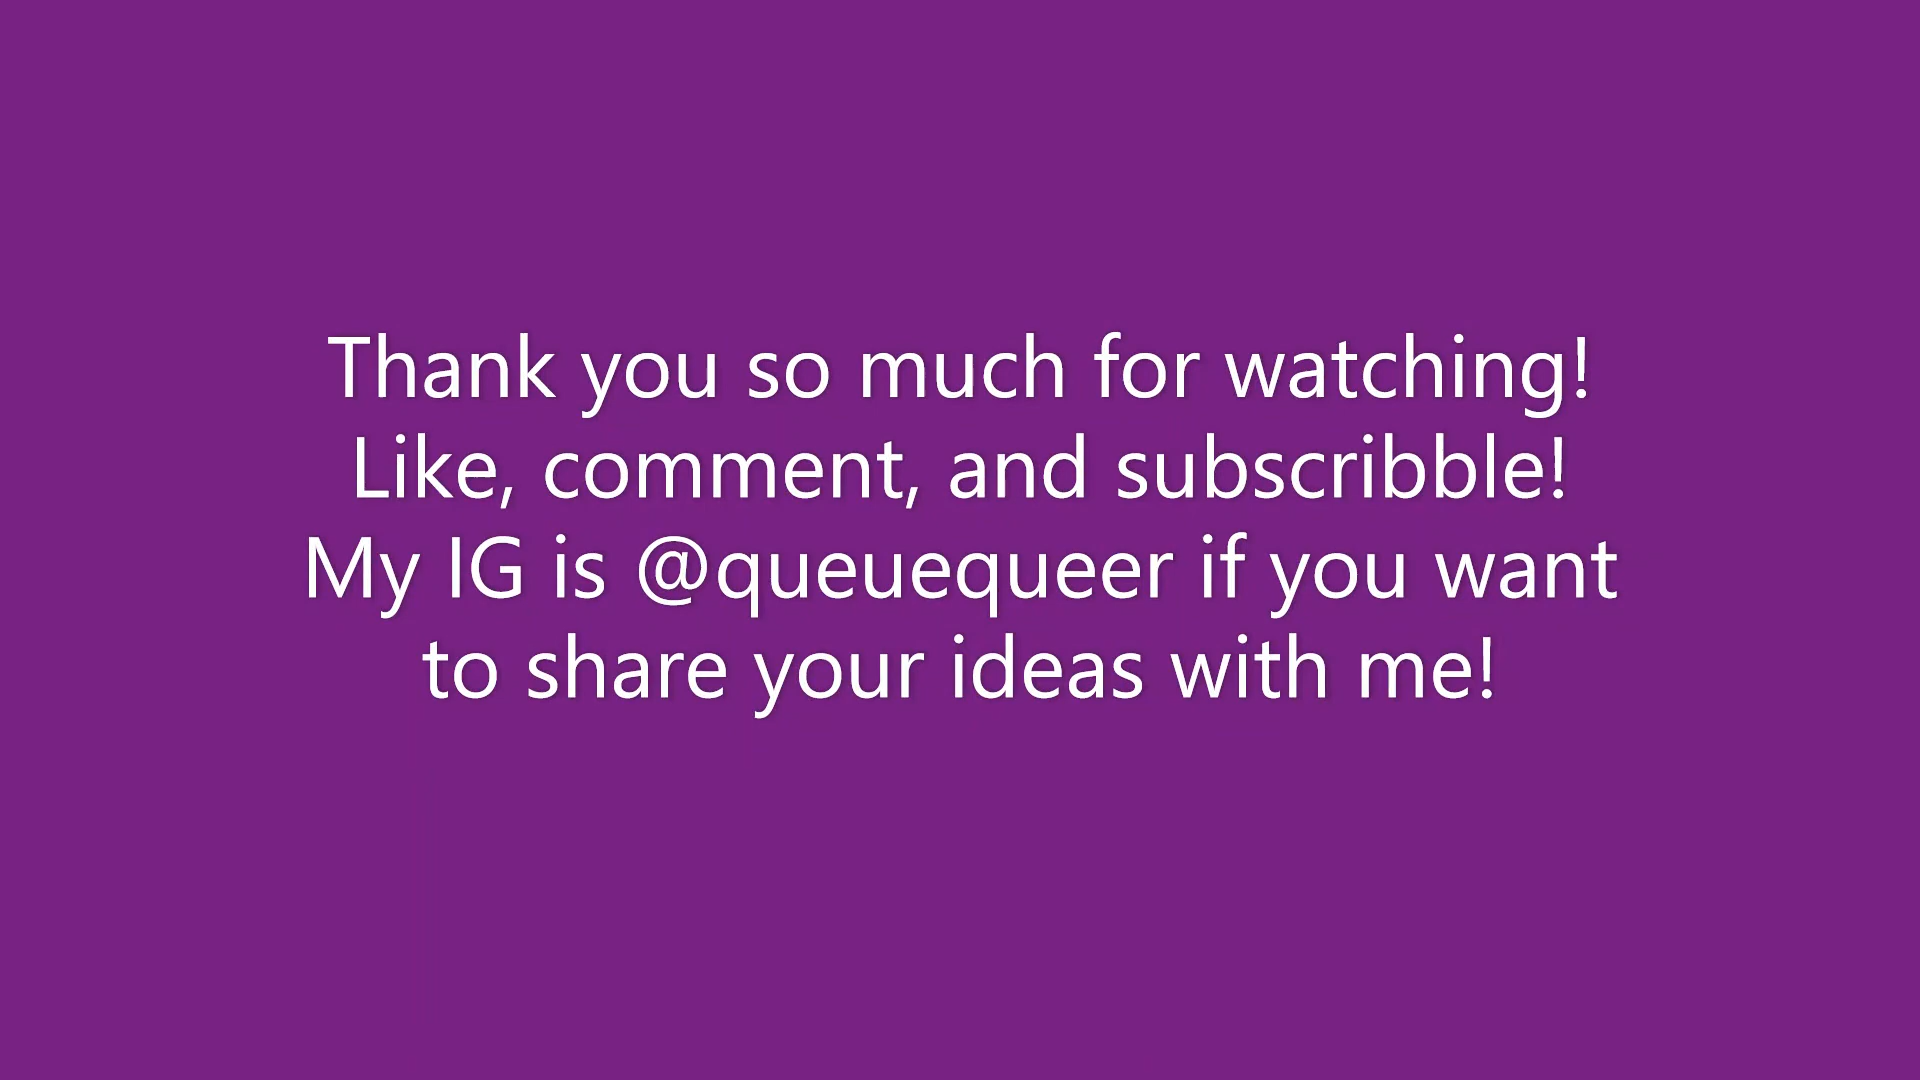 Thank you so much for watching!
Like, comment, and subscribble!
My IG is @queuequeer if you want
to share your ideas with me!